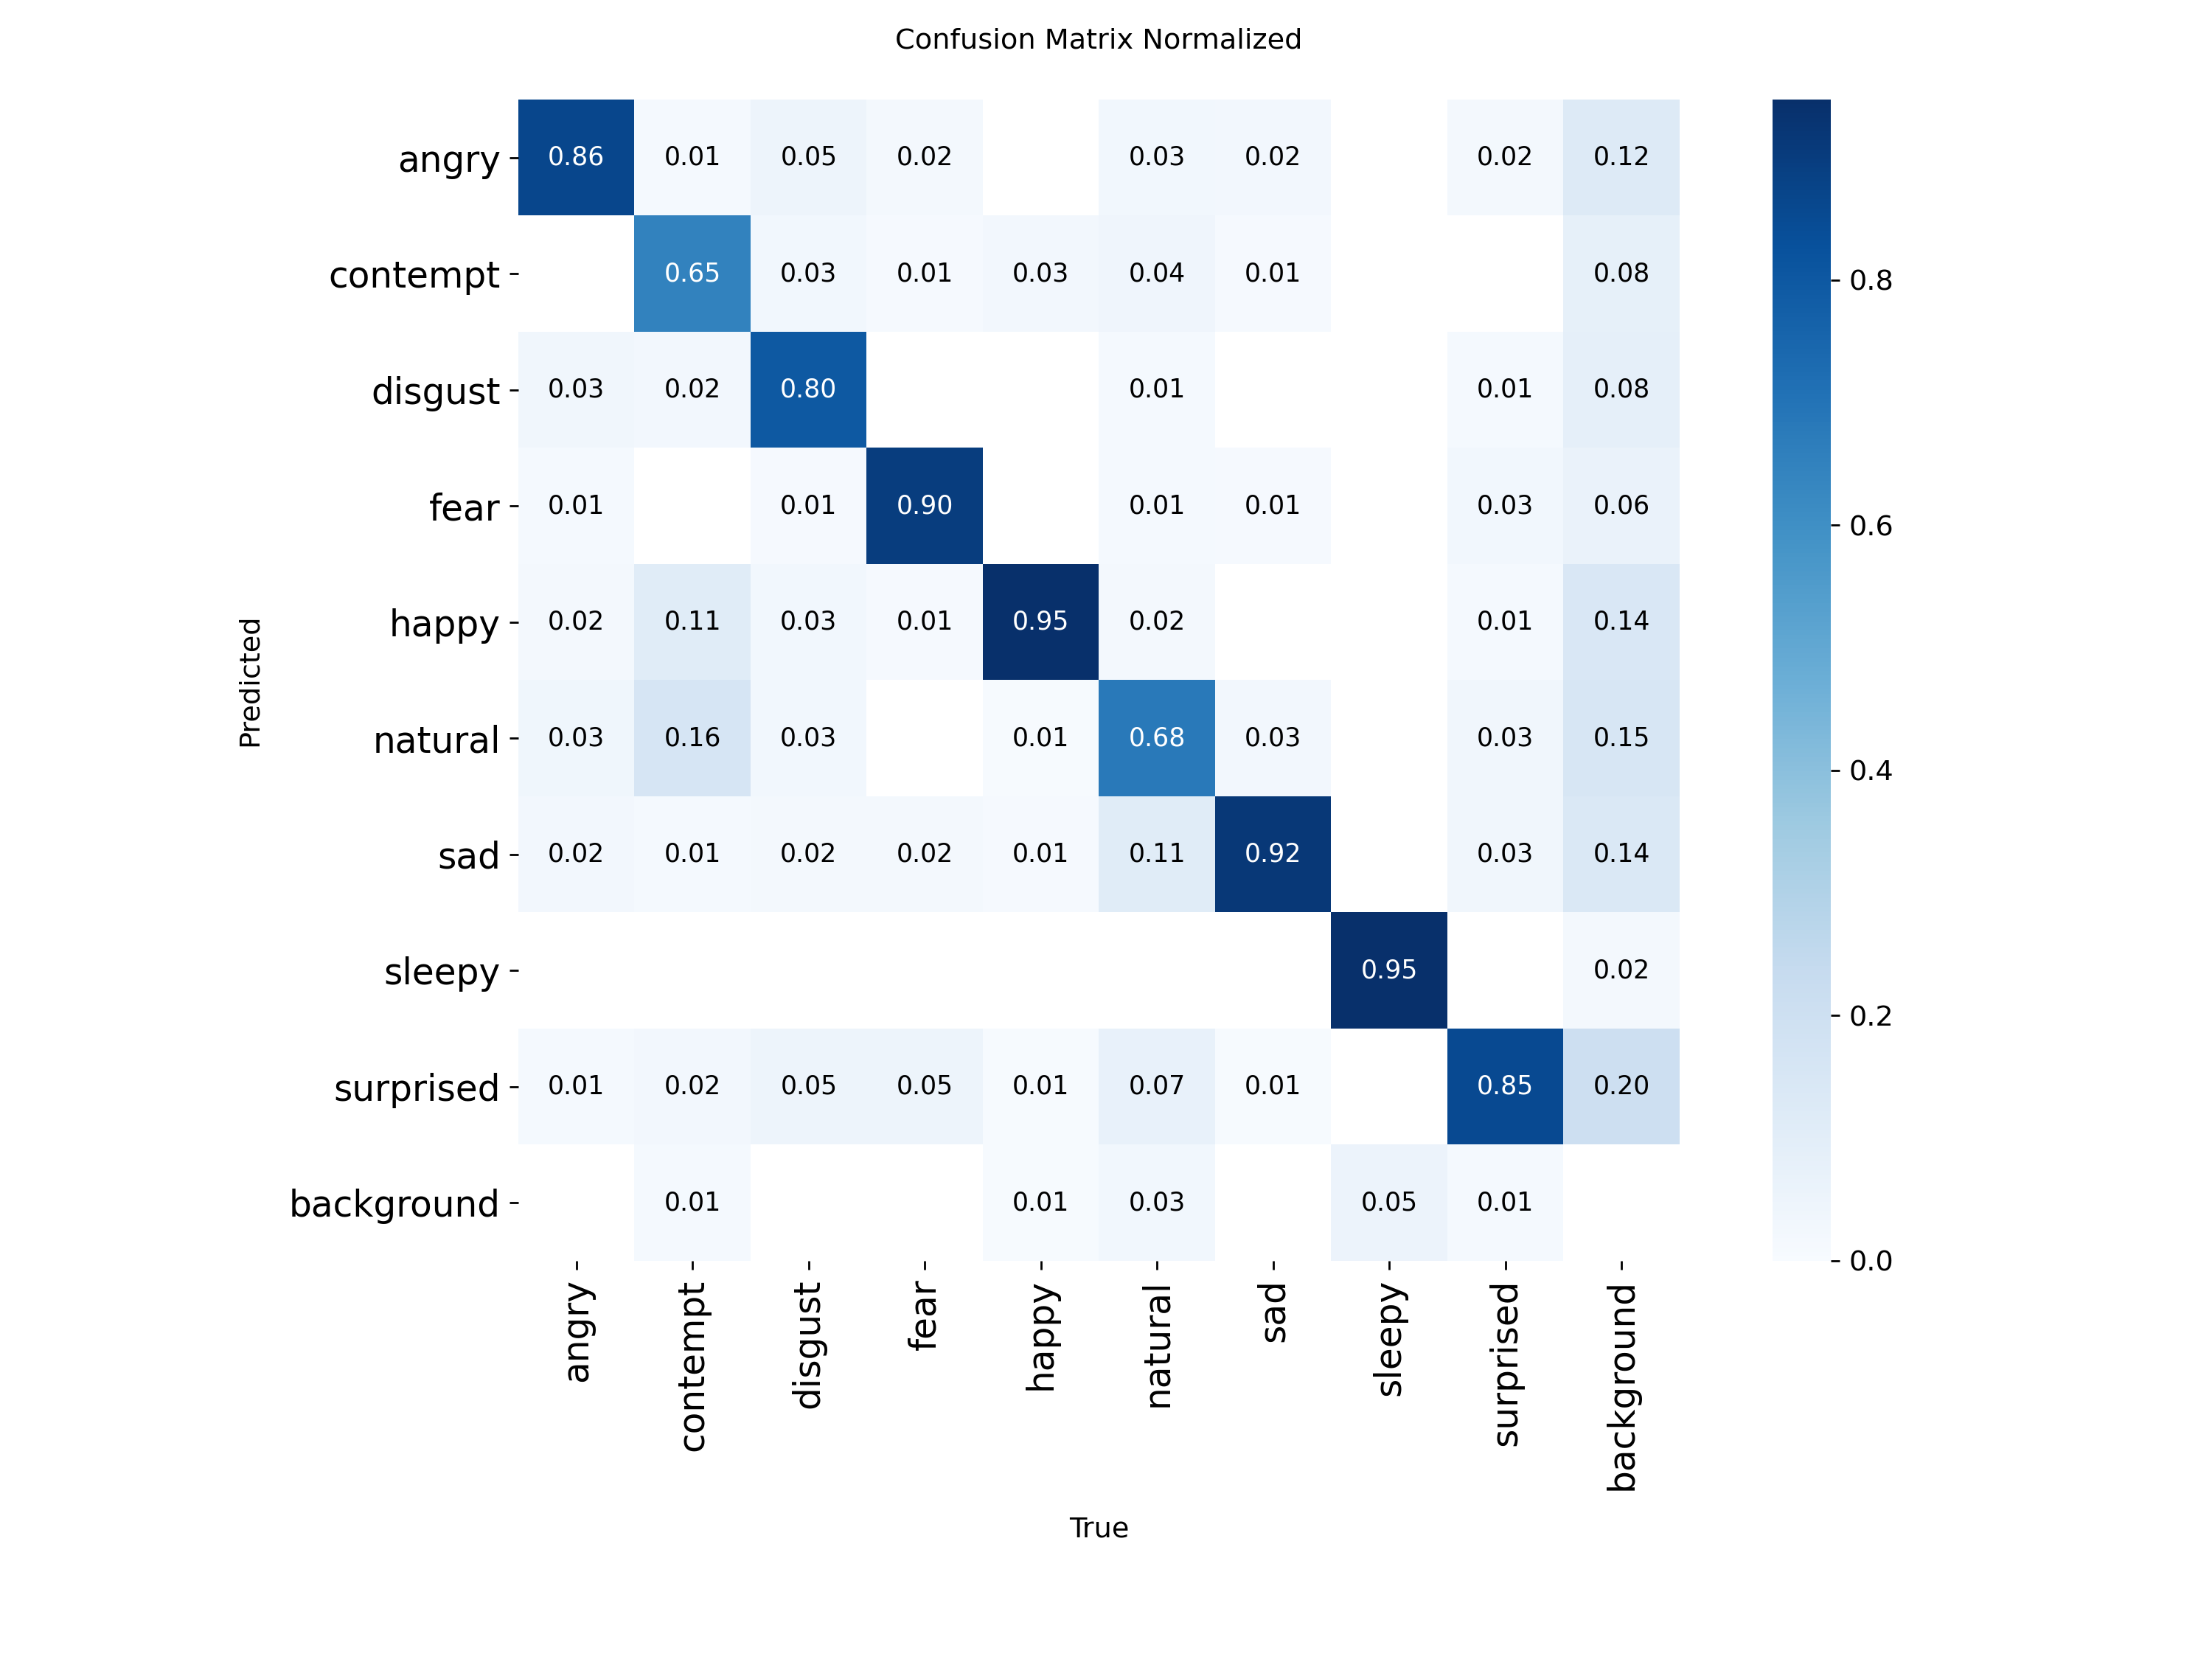 Confusion Matrix Normalized
angry 0.86 0.01 0.05 0.02 0.03 0.02 0.02 0.12
contempt 0.65 0.03 0.01 0.03 0.04 0.01 0.08
disgust 0.03 0.02 0.80 0.01 0.01 0.08
fear 0.01 0.01 0.90 0.01 0.01 0.03 0.06
happy 0.02 0.11 0.03 0.01 0.95 0.02 0.01 0.14
natural 0.03 0.16 0.03 0.01 0.68 0.03 0.03 0.15
sad 0.02 0.01 0.02 0.02 0.01 0.11 0.92 0.03 0.14
sleepy 0.95 0.02
surprised 0.01 0.02 0.05 0.05 0.01 0.07 0.01 0.85 0.20
background 0.01 0.01 0.03 0.05 0.01
Predicted
angry contempt disgust fear happy natural sad sleepy surprised background
True
0.8
0.6
0.4
0.2
0.0